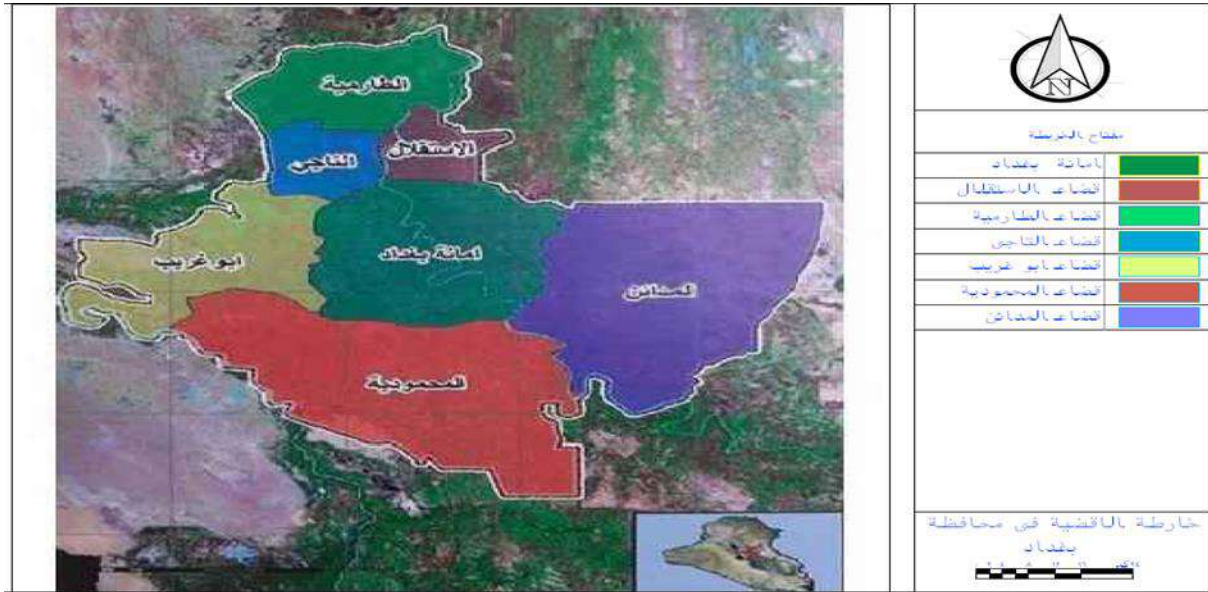 الطارمية
الاستقلال
التاجي
امانة بغداد
ابو غريب
المدائن
المحمودية
N
مفتاح الخريطة
امانة بغداد
قضاء الاستقلال
قضاء الطارمية
قضاء التاجي
قضاء ابو غريب
قضاء المحمودية
قضاء المدائن
خارطة الاقضية في محافظة
بغداد